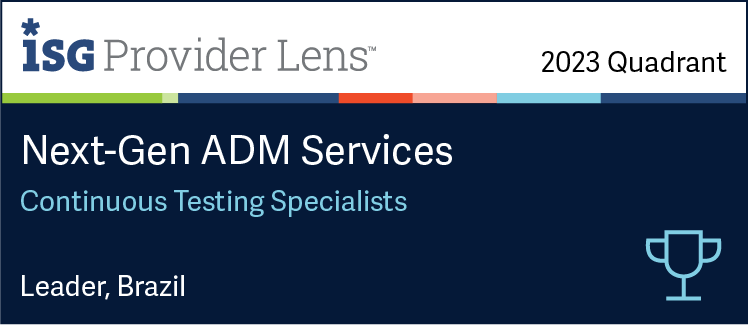 ISG Provider Lens™
2023 Quadrant
Next-Gen ADM Services
Continuous Testing Specialists
Leader, Brazil